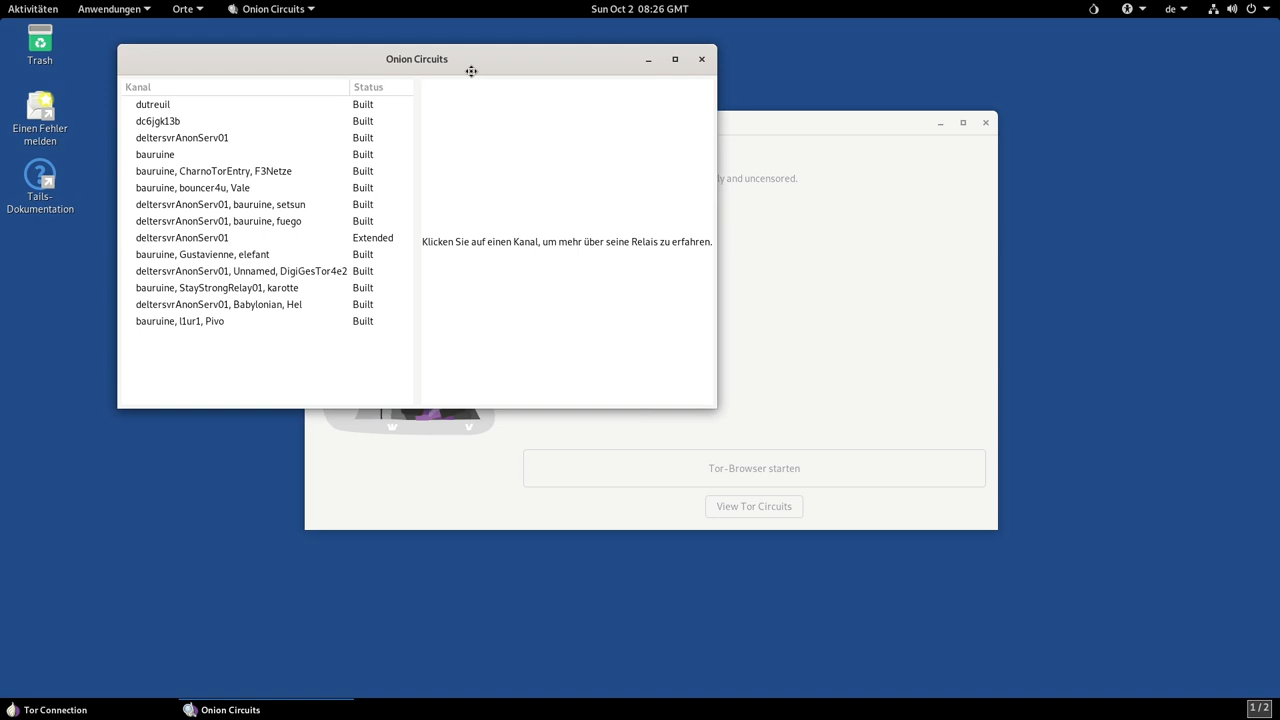 Aktivitäten
Anwendungen
Orte
Onion Circuits
Sun Oct 2 08:26 GMT
de
Trash
Einen Fehler
melden
Tails-
Dokumentation
Onion Circuits
Kanal Status
dutreuil Built
dc6jgk13b Built
deltersvrAnonServ01 Built
bauruine Built
bauruine, CharnoTorEntry, F3Netze Built
bauruine, bouncer4u, Vale Built
deltersvrAnonServ01, bauruine, setsun Built
deltersvrAnonServ01, bauruine, fuego Built
deltersvrAnonServ01 Extended
bauruine, Gustavienne, elefant Built
deltersvrAnonServ01, Unnamed, DigiGesTor4e2 Built
bauruine, StayStrongRelay01, karotte Built
deltersvrAnonServ01, Babylonian, Hel Built
bauruine, l1ur1, Pivo Built
Klicken Sie auf einen Kanal, um mehr über seine Relais zu erfahren.
and uncensored.
Tor-Browser starten
View Tor Circuits
Tor Connection
Onion Circuits
1 / 2